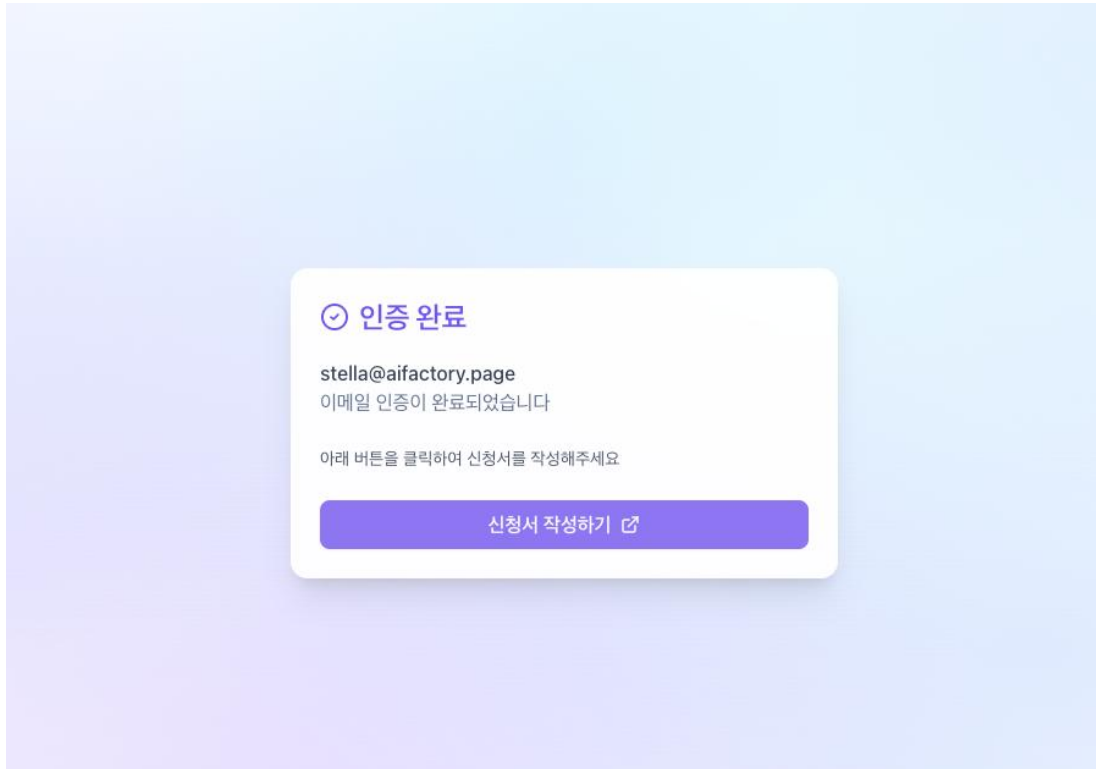 인증 완료
stella@aifactory.page
이메일 인증이 완료되었습니다
아래 버튼을 클릭하여 신청서를 작성해주세요
신청서 작성하기